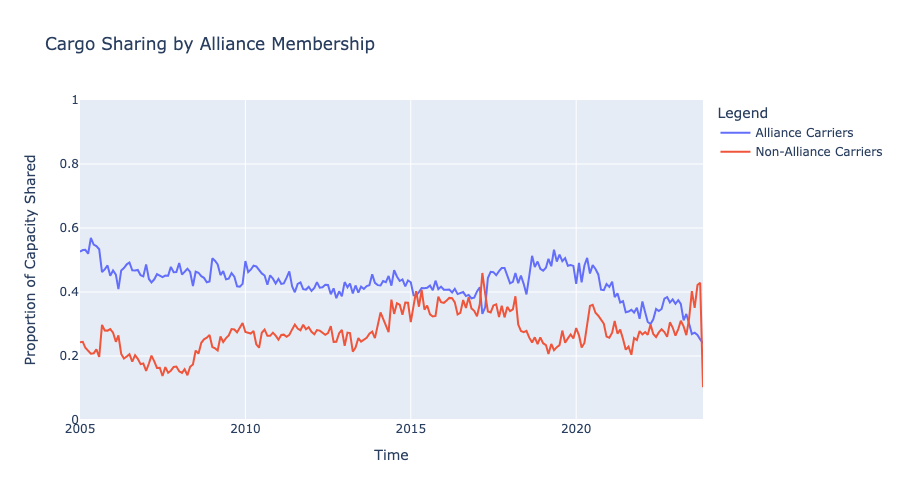 Cargo Sharing by Alliance Membership
Legend
Alliance Carriers
Non-Alliance Carriers
Proportion of Capacity Shared
1
0.8
0.6
0.4
0.2
0
2005
2010
2015
2020
Time